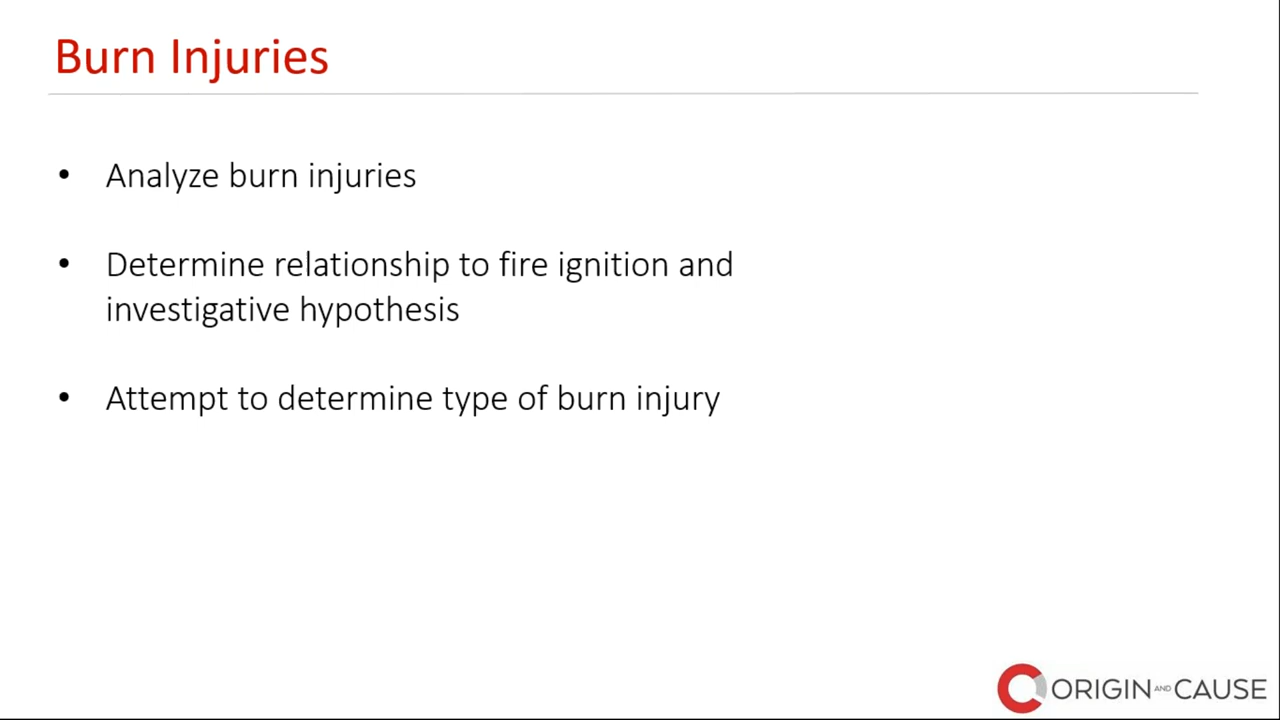 Burn Injuries
• Analyze burn injuries
• Determine relationship to fire ignition and
investigative hypothesis
• Attempt to determine type of burn injury
ORIGIN AND CAUSE